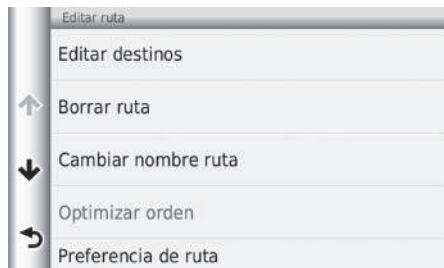 Editar ruta
Editar destinos
Borrar ruta
Cambiar nombre ruta
Optimizar orden
Preferencia de ruta